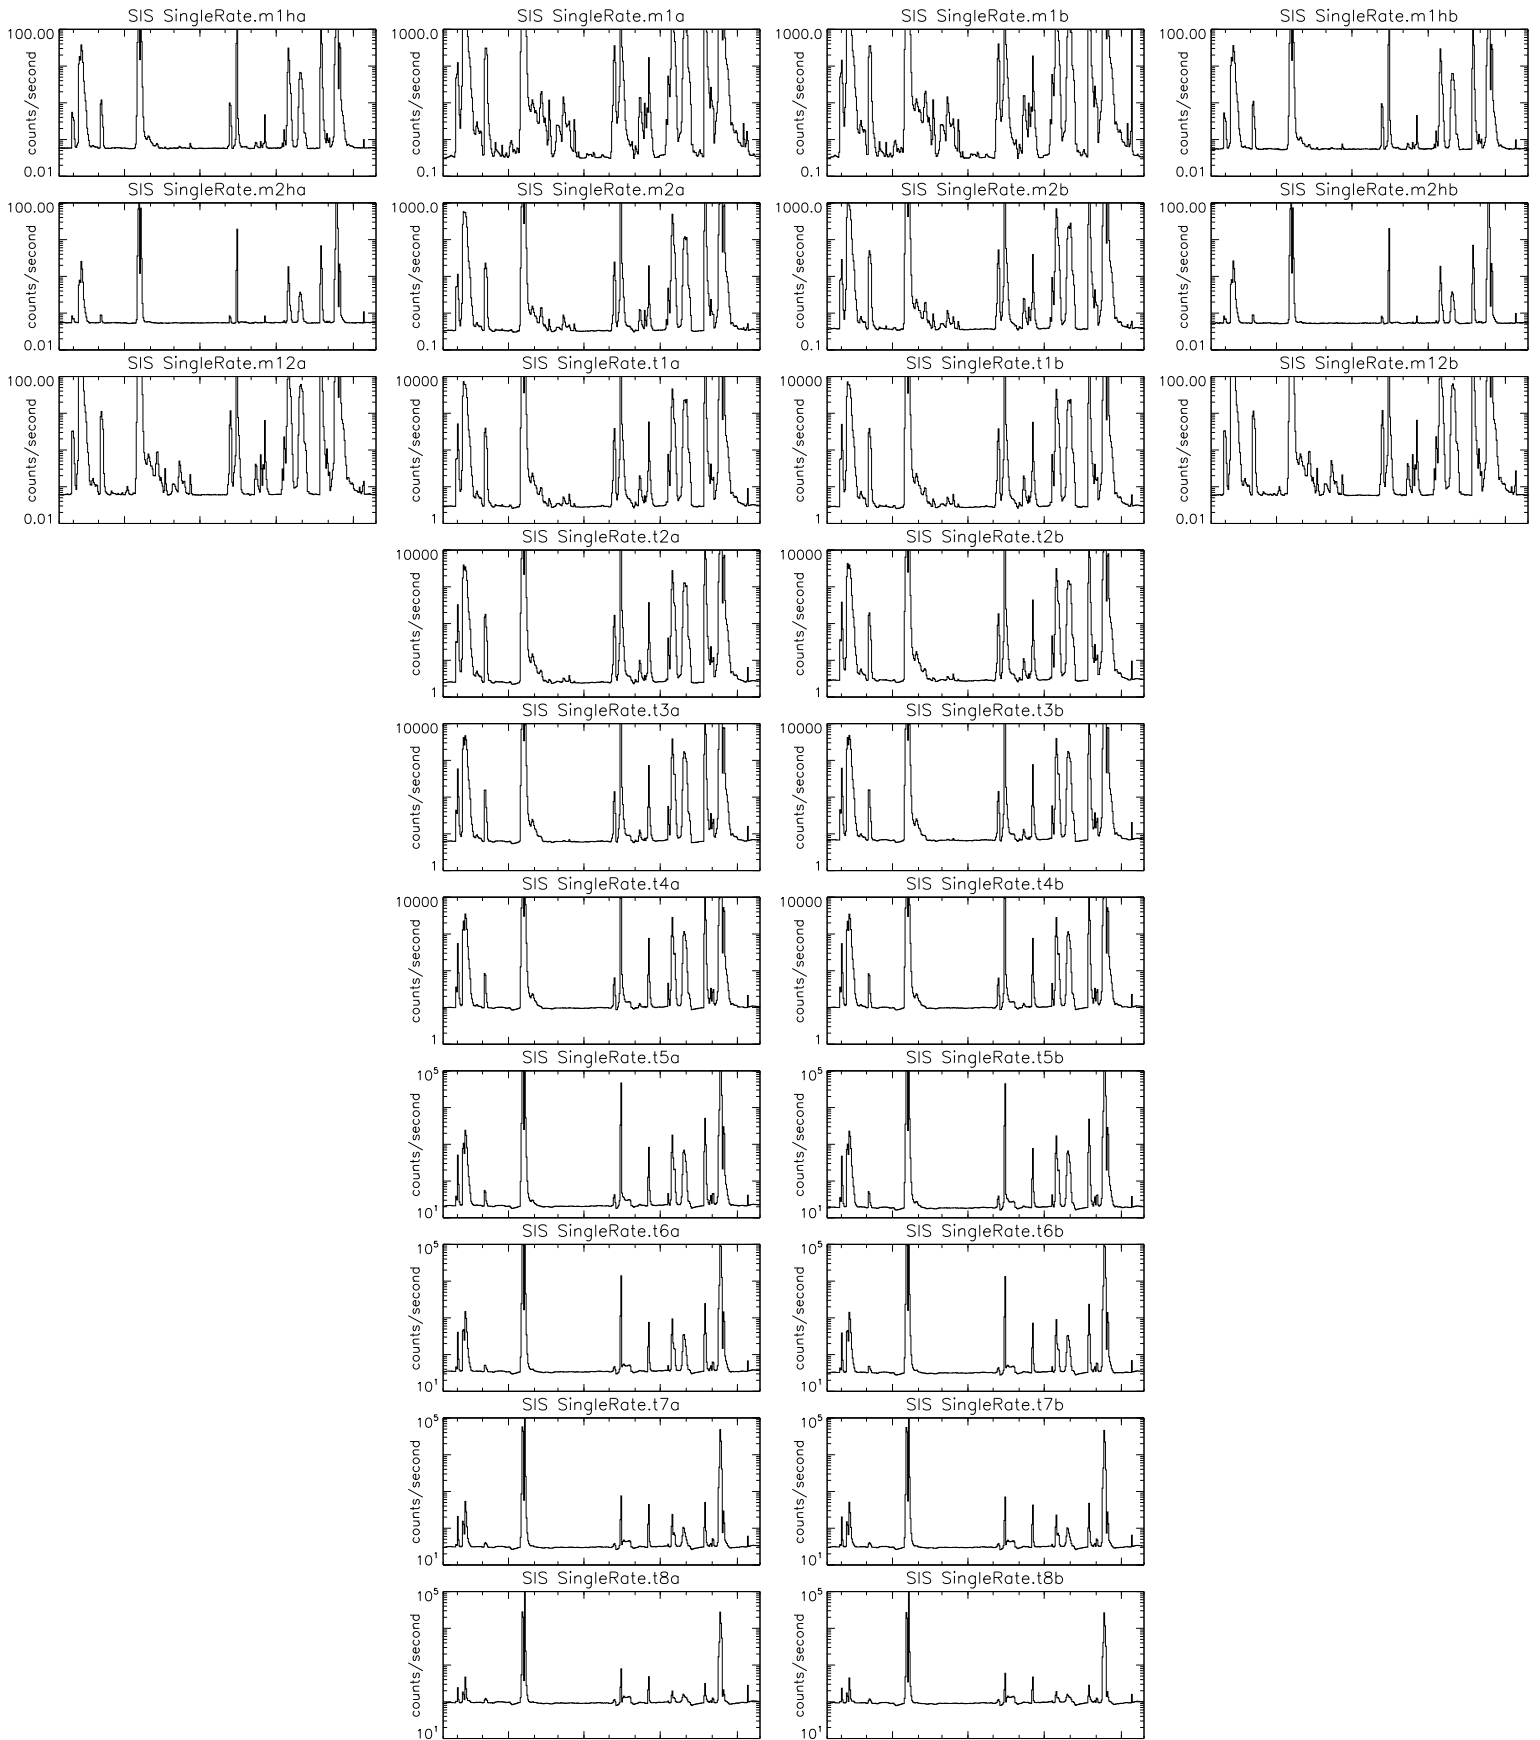 SIS SingleRate.m1ha SIS SingleRate.m1a SIS SingleRate.m1b SIS SingleRate.m1hb
100.00 1000.0 1000.0 100.00
counts/second counts/second counts/second counts/second
0.01 0.1 0.1 0.01
SIS SingleRate.m2ha SIS SingleRate.m2a SIS SingleRate.m2b SIS SingleRate.m2hb
100.00 1000.0 1000.0 100.00
counts/second counts/second counts/second counts/second
0.01 0.1 0.1 0.01
SIS SingleRate.m12a SIS SingleRate.t1a SIS SingleRate.t1b SIS SingleRate.m12b
100.00 10000 10000 100.00
counts/second counts/second counts/second counts/second
0.01 1 1 0.01
SIS SingleRate.t2a SIS SingleRate.t2b
10000 10000
counts/second counts/second
1 1
SIS SingleRate.t3a SIS SingleRate.t3b
10000 10000
counts/second counts/second
1 1
SIS SingleRate.t4a SIS SingleRate.t4b
10000 10000
counts/second counts/second
1 1
SIS SingleRate.t5a SIS SingleRate.t5b
10⁵ 10⁵
counts/second counts/second
10¹ 10¹
SIS SingleRate.t6a SIS SingleRate.t6b
10⁵ 10⁵
counts/second counts/second
10¹ 10¹
SIS SingleRate.t7a SIS SingleRate.t7b
10⁵ 10⁵
counts/second counts/second
10¹ 10¹
SIS SingleRate.t8a SIS SingleRate.t8b
10⁵ 10⁵
counts/second counts/second
10¹ 10¹